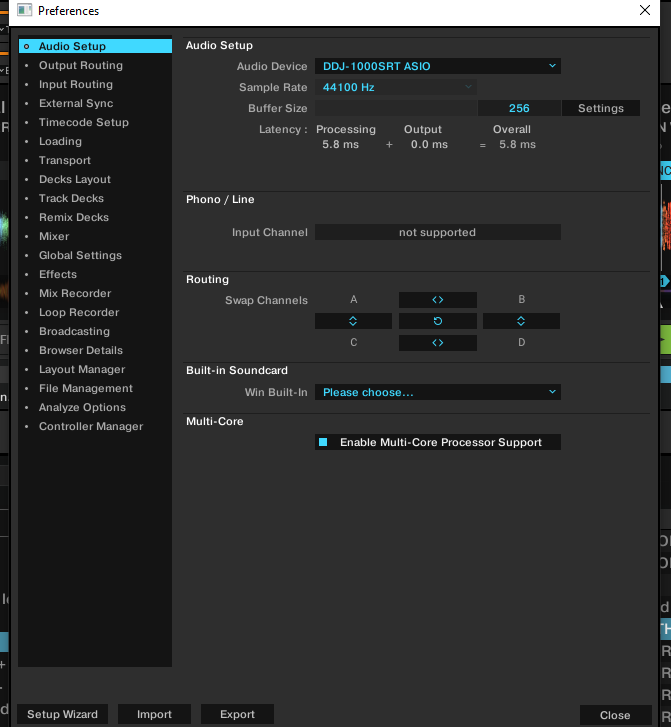 Preferences
Audio Setup
Output Routing
Input Routing
External Sync
Timecode Setup
Loading
Transport
Decks Layout
Track Decks
Remix Decks
Mixer
Global Settings
Effects
Mix Recorder
Loop Recorder
Broadcasting
Browser Details
Layout Manager
File Management
Analyze Options
Controller Manager
Audio Setup
Audio Device DDJ-1000SRT ASIO
Sample Rate 44100 Hz
Buffer Size 256 Settings
Latency : Processing Output Overall
5.8 ms + 0.0 ms = 5.8 ms
Phono / Line
Input Channel not supported
Routing
Swap Channels A B
C D
Built-in Soundcard
Win Built-In Please choose...
Multi-Core
Enable Multi-Core Processor Support
Setup Wizard Import Export Close